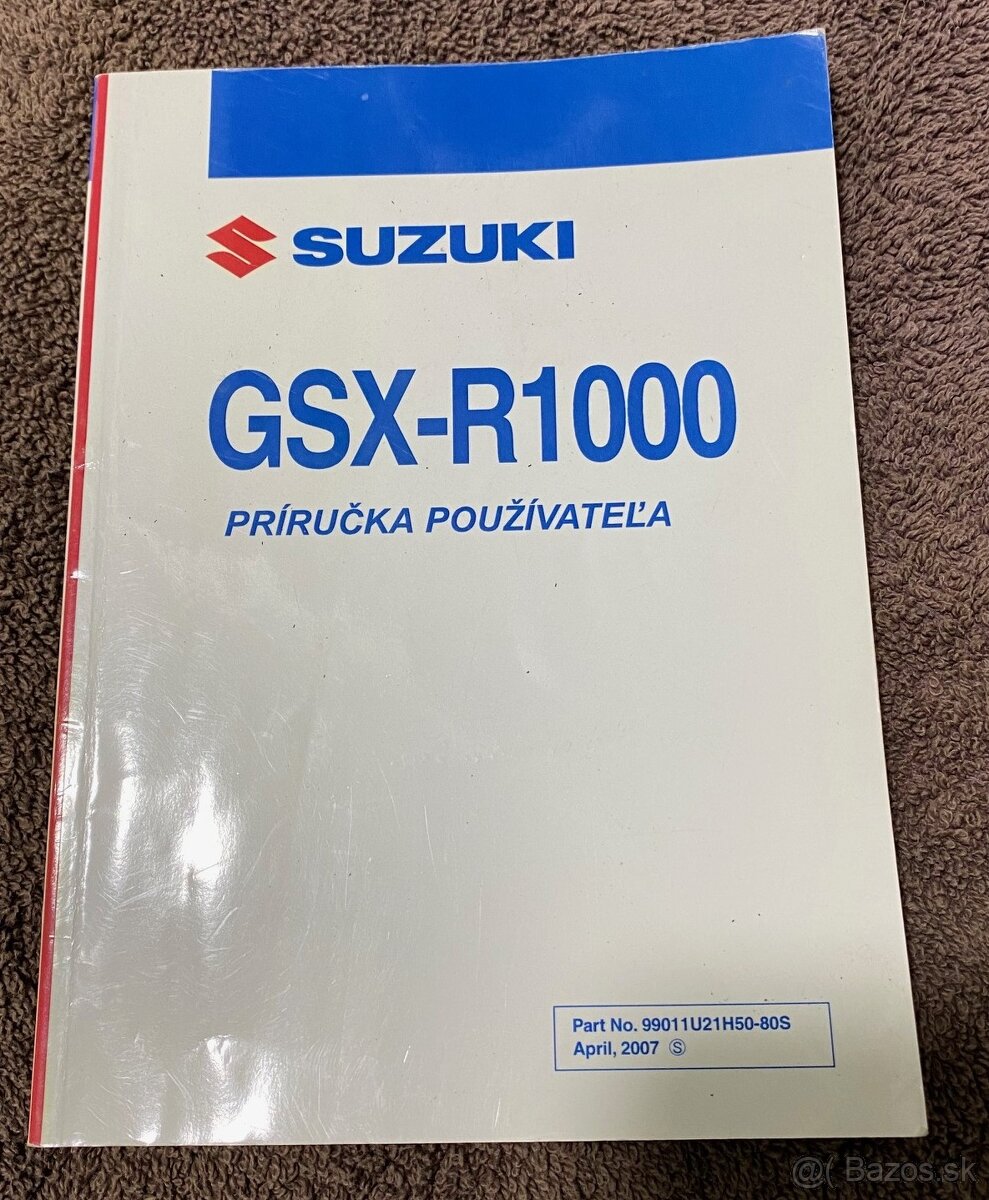 SUZUKI
GSX-R1000
PRÍRUČKA POUŽÍVATEĽA
Part No. 99011U21H50-80S
April, 2007 Ⓢ
@( Bazos.sk